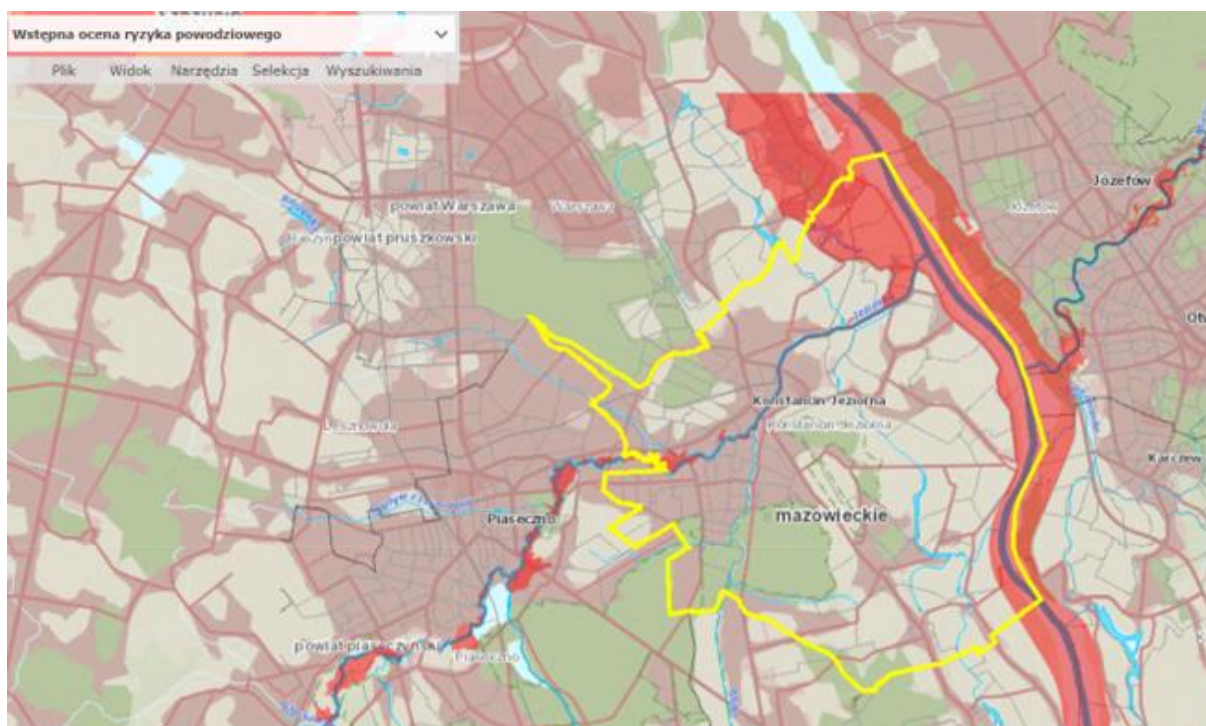 Wstępna ocena ryzyka powodziowego
Plik Widok Narzędzia Selekcja Wyszukiwania
Józefów
Józefów
powiat Warszawa
Warszawa
powiat pruszkowski
Jeziorka
Konstancin-Jeziorna
Konstancin-Jeziorna
Lesznowola
Karczew
mazowieckie
Piaseczno
powiat piaseczyński
Piaseczno